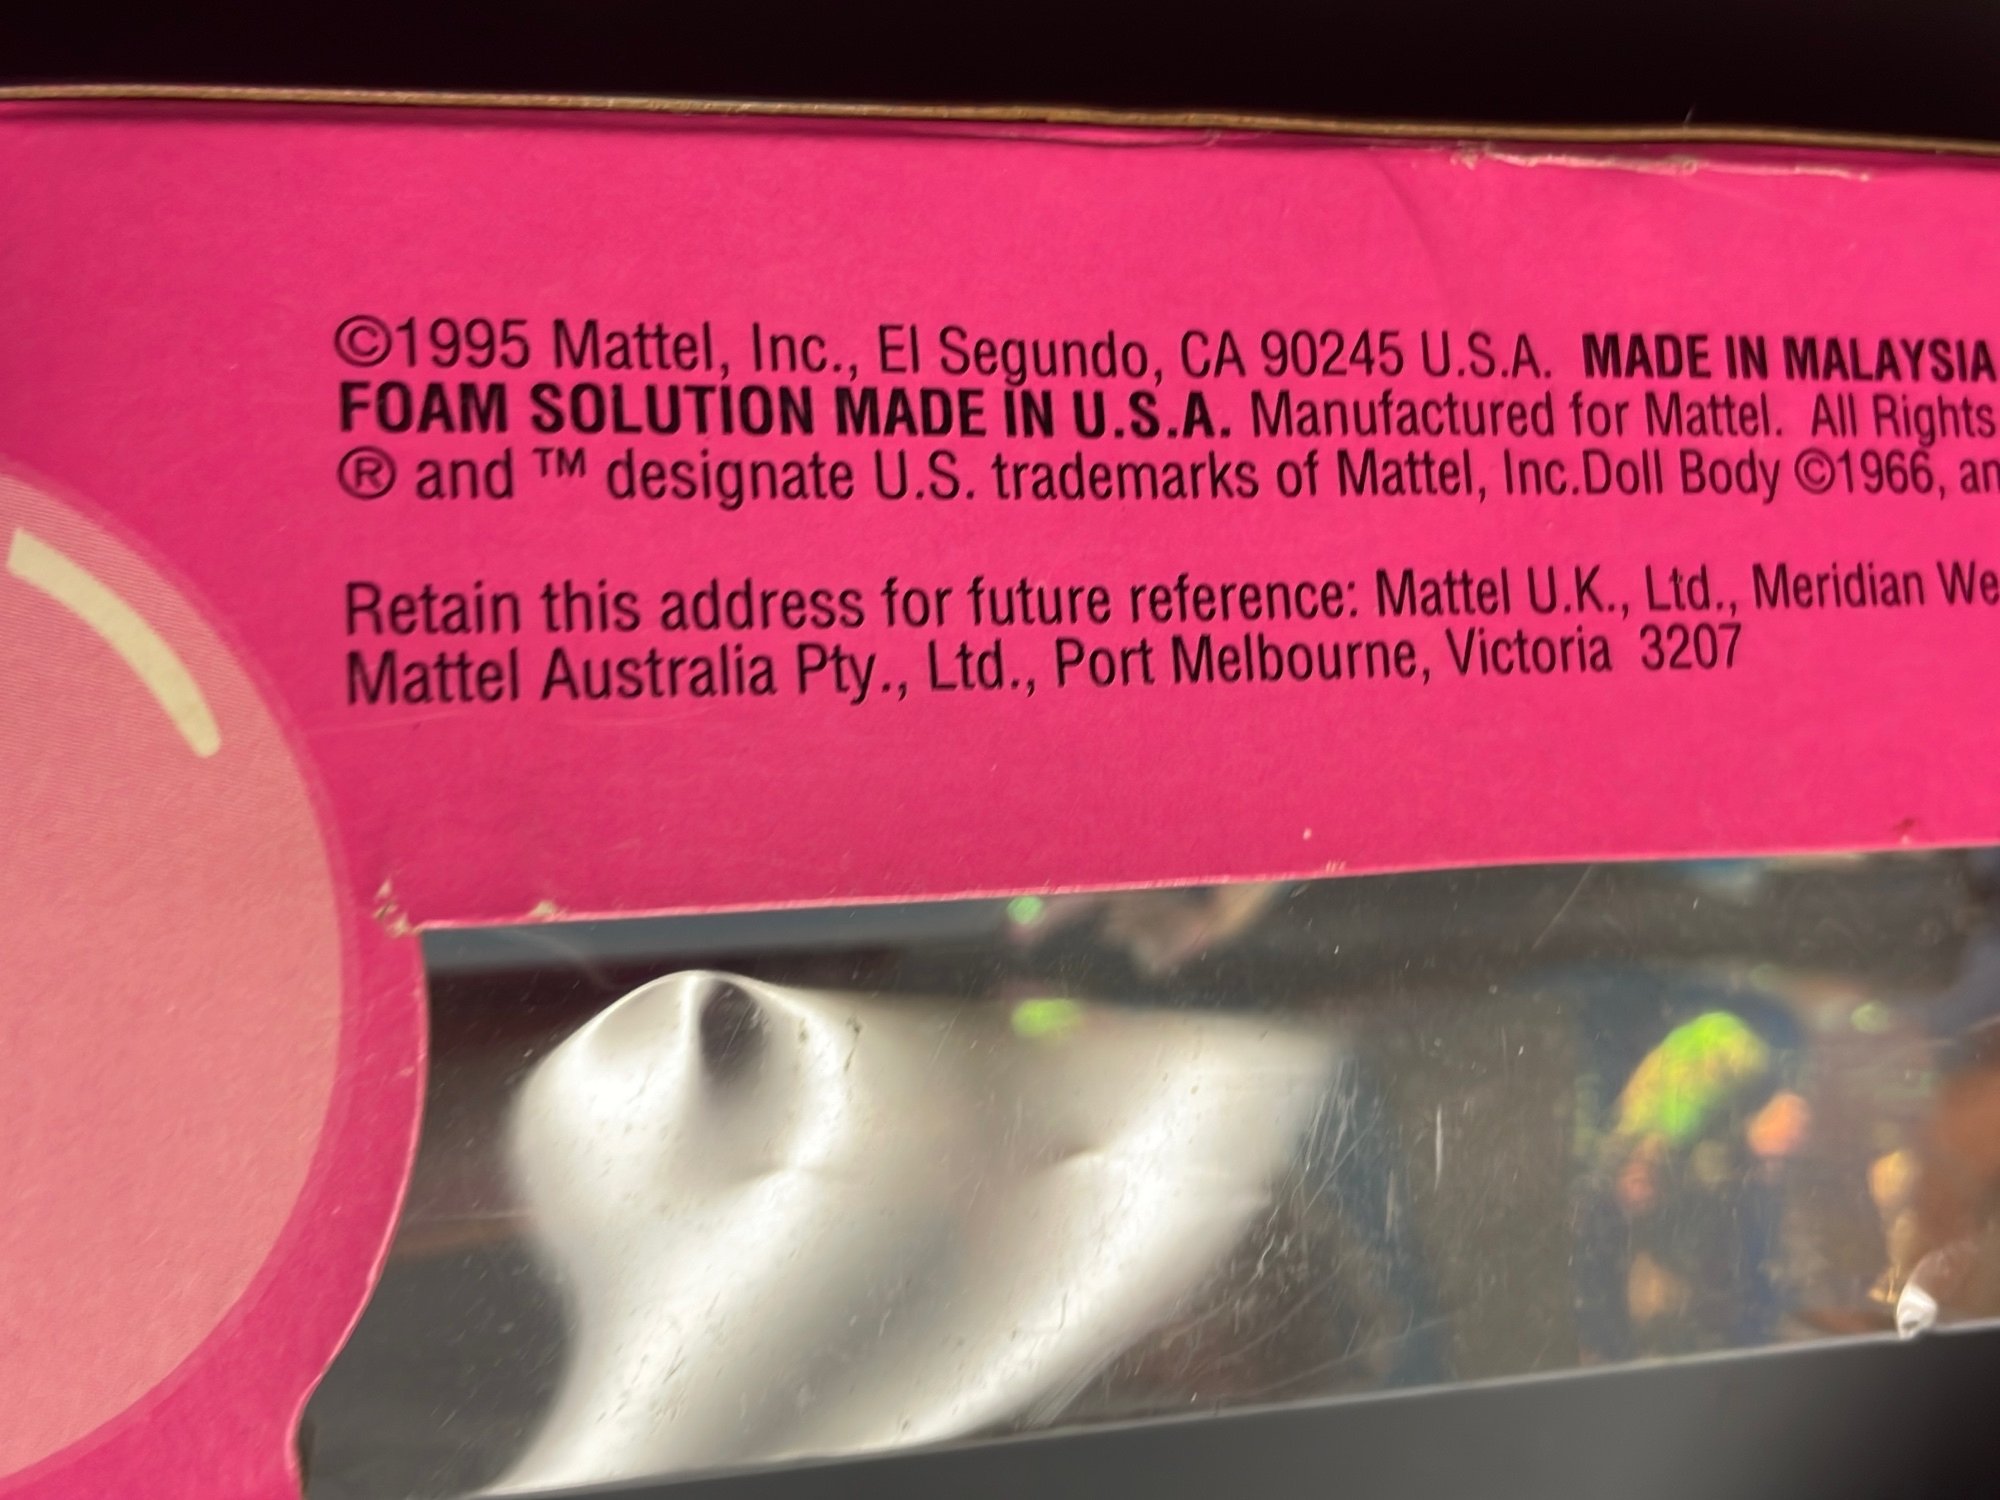 ©1995 Mattel, Inc., El Segundo, CA 90245 U.S.A. MADE IN MALAYSIA
FOAM SOLUTION MADE IN U.S.A. Manufactured for Mattel. All Rights
® and ™ designate U.S. trademarks of Mattel, Inc.Doll Body ©1966, an
Retain this address for future reference: Mattel U.K., Ltd., Meridian We
Mattel Australia Pty., Ltd., Port Melbourne, Victoria 3207